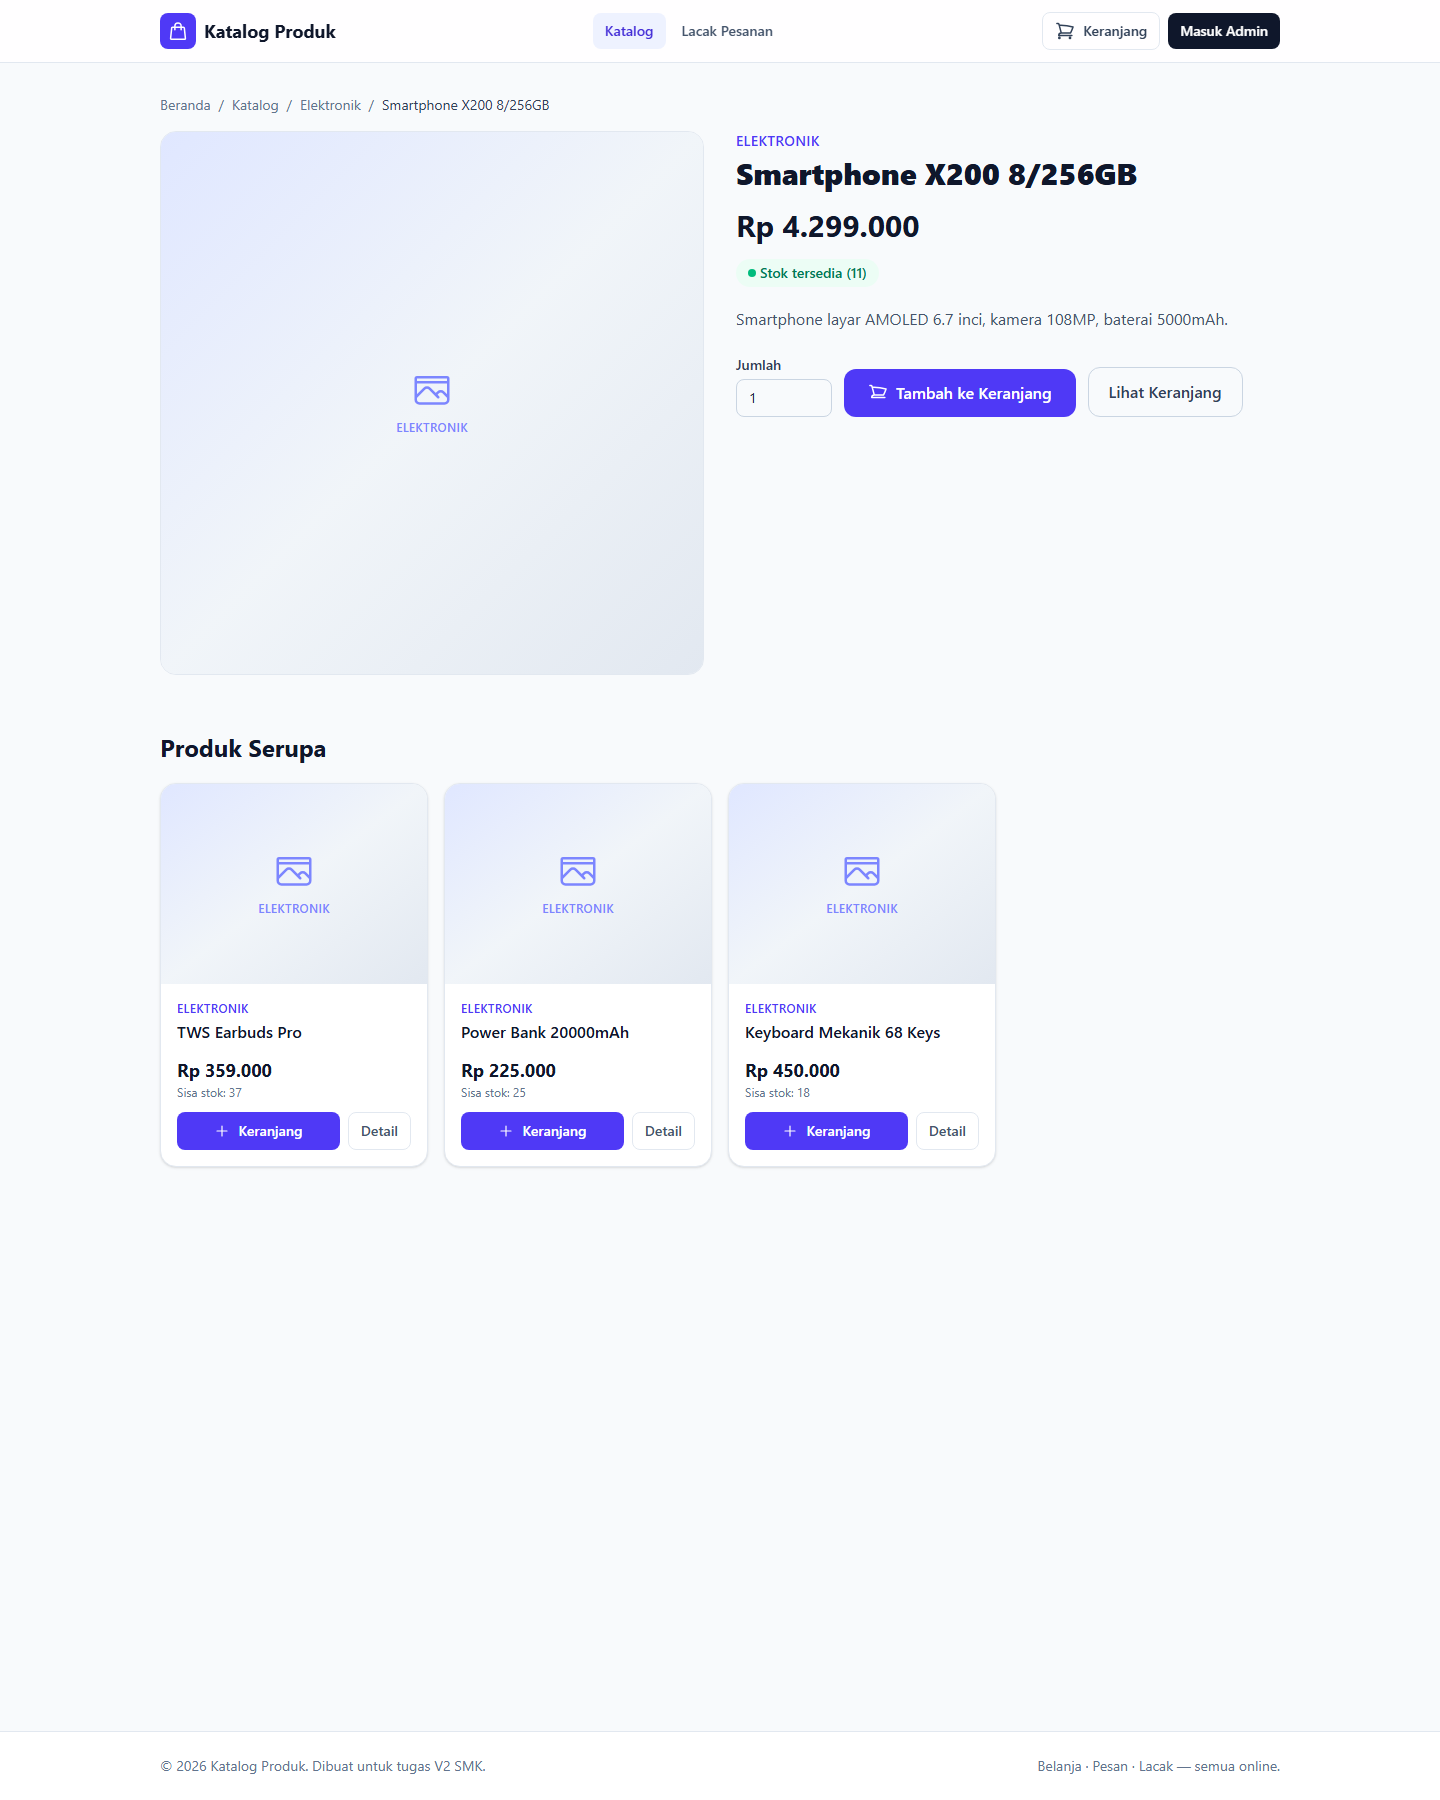 Katalog Produk
Katalog
Lacak Pesanan
Keranjang
Masuk Admin
Beranda / Katalog / Elektronik / Smartphone X200 8/256GB
ELEKTRONIK
ELEKTRONIK
Smartphone X200 8/256GB
Rp 4.299.000
Stok tersedia (11)
Smartphone layar AMOLED 6.7 inci, kamera 108MP, baterai 5000mAh.
Jumlah
1
Tambah ke Keranjang
Lihat Keranjang
Produk Serupa
ELEKTRONIK
ELEKTRONIK
TWS Earbuds Pro
Rp 359.000
Sisa stok: 37
+ Keranjang
Detail
ELEKTRONIK
ELEKTRONIK
Power Bank 20000mAh
Rp 225.000
Sisa stok: 25
+ Keranjang
Detail
ELEKTRONIK
ELEKTRONIK
Keyboard Mekanik 68 Keys
Rp 450.000
Sisa stok: 18
+ Keranjang
Detail
© 2026 Katalog Produk. Dibuat untuk tugas V2 SMK.
Belanja · Pesan · Lacak — semua online.